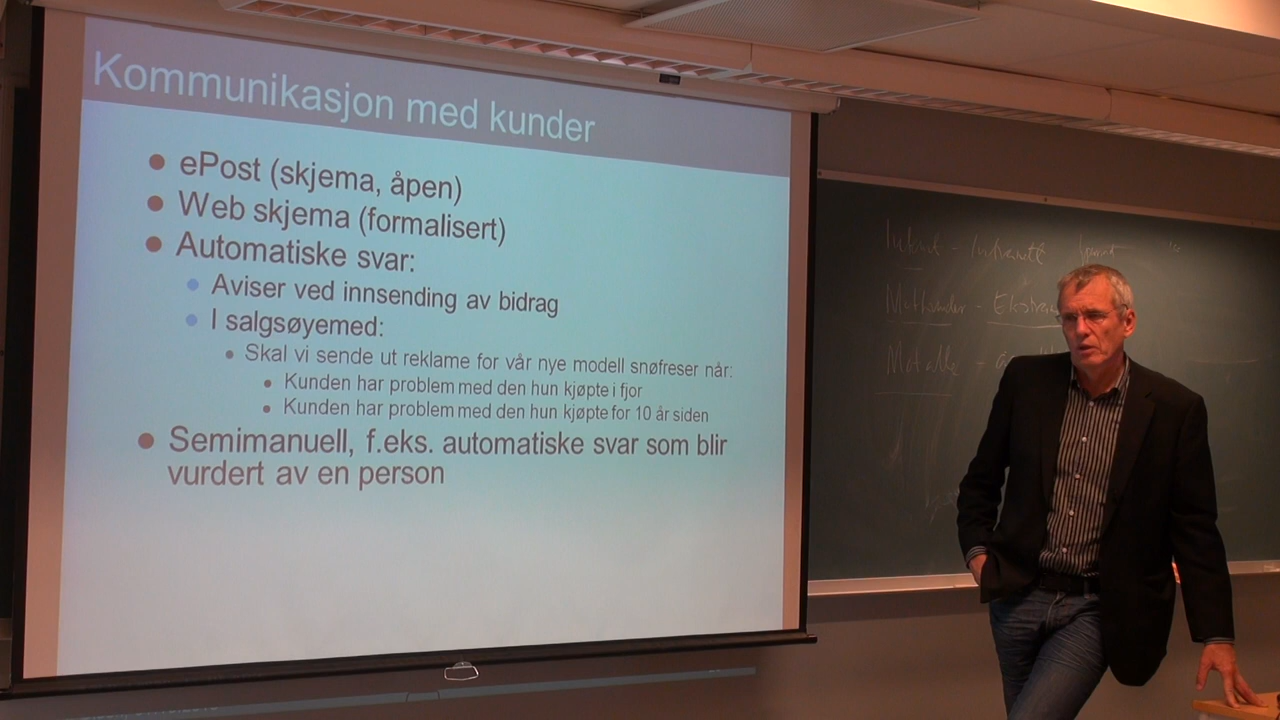 Kommunikasjon med kunder
ePost (skjema, åpen)
Web skjema (formalisert)
Automatiske svar:
Aviser ved innsending av bidrag
I salgsøyemed:
Skal vi sende ut reklame for vår nye modell snøfreser når:
Kunden har problem med den hun kjøpte i fjor
Kunden har problem med den hun kjøpte for 10 år siden
Semimanuell, f.eks. automatiske svar som blir
vurdert av en person